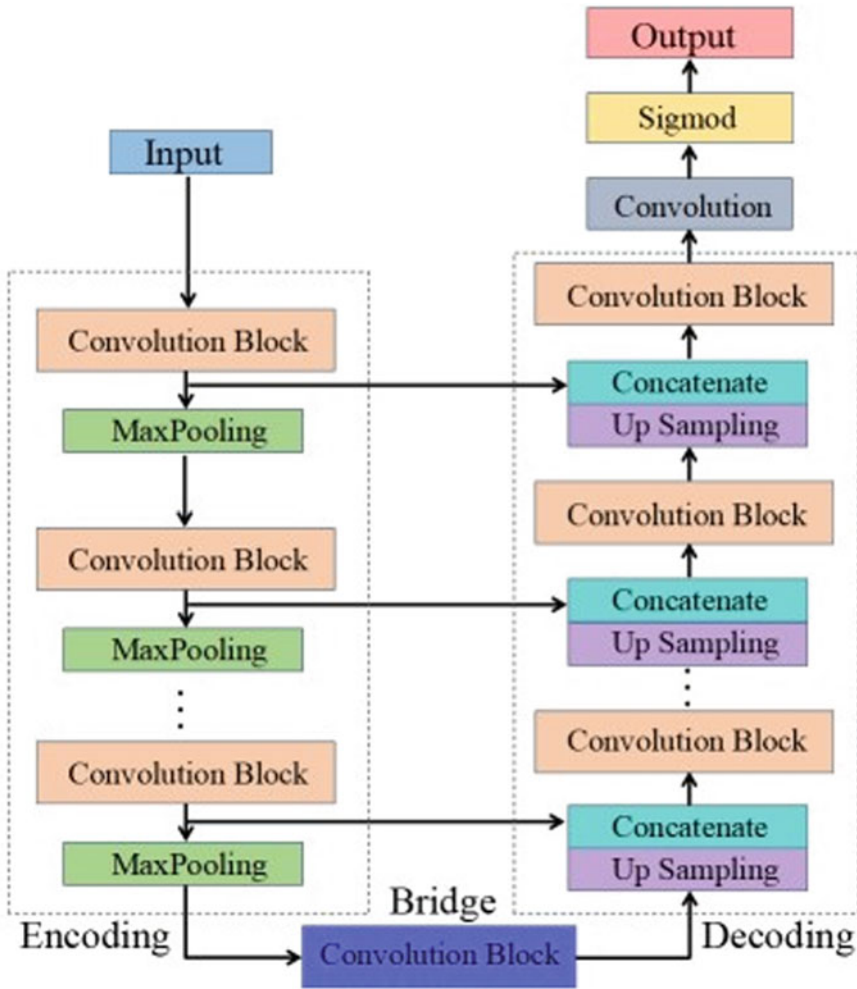 Input
Convolution Block
MaxPooling
Convolution Block
MaxPooling
Convolution Block
MaxPooling
Encoding
Bridge
Convolution Block
Output
Sigmod
Convolution
Convolution Block
Concatenate
Up Sampling
Convolution Block
Concatenate
Up Sampling
Convolution Block
Concatenate
Up Sampling
Decoding